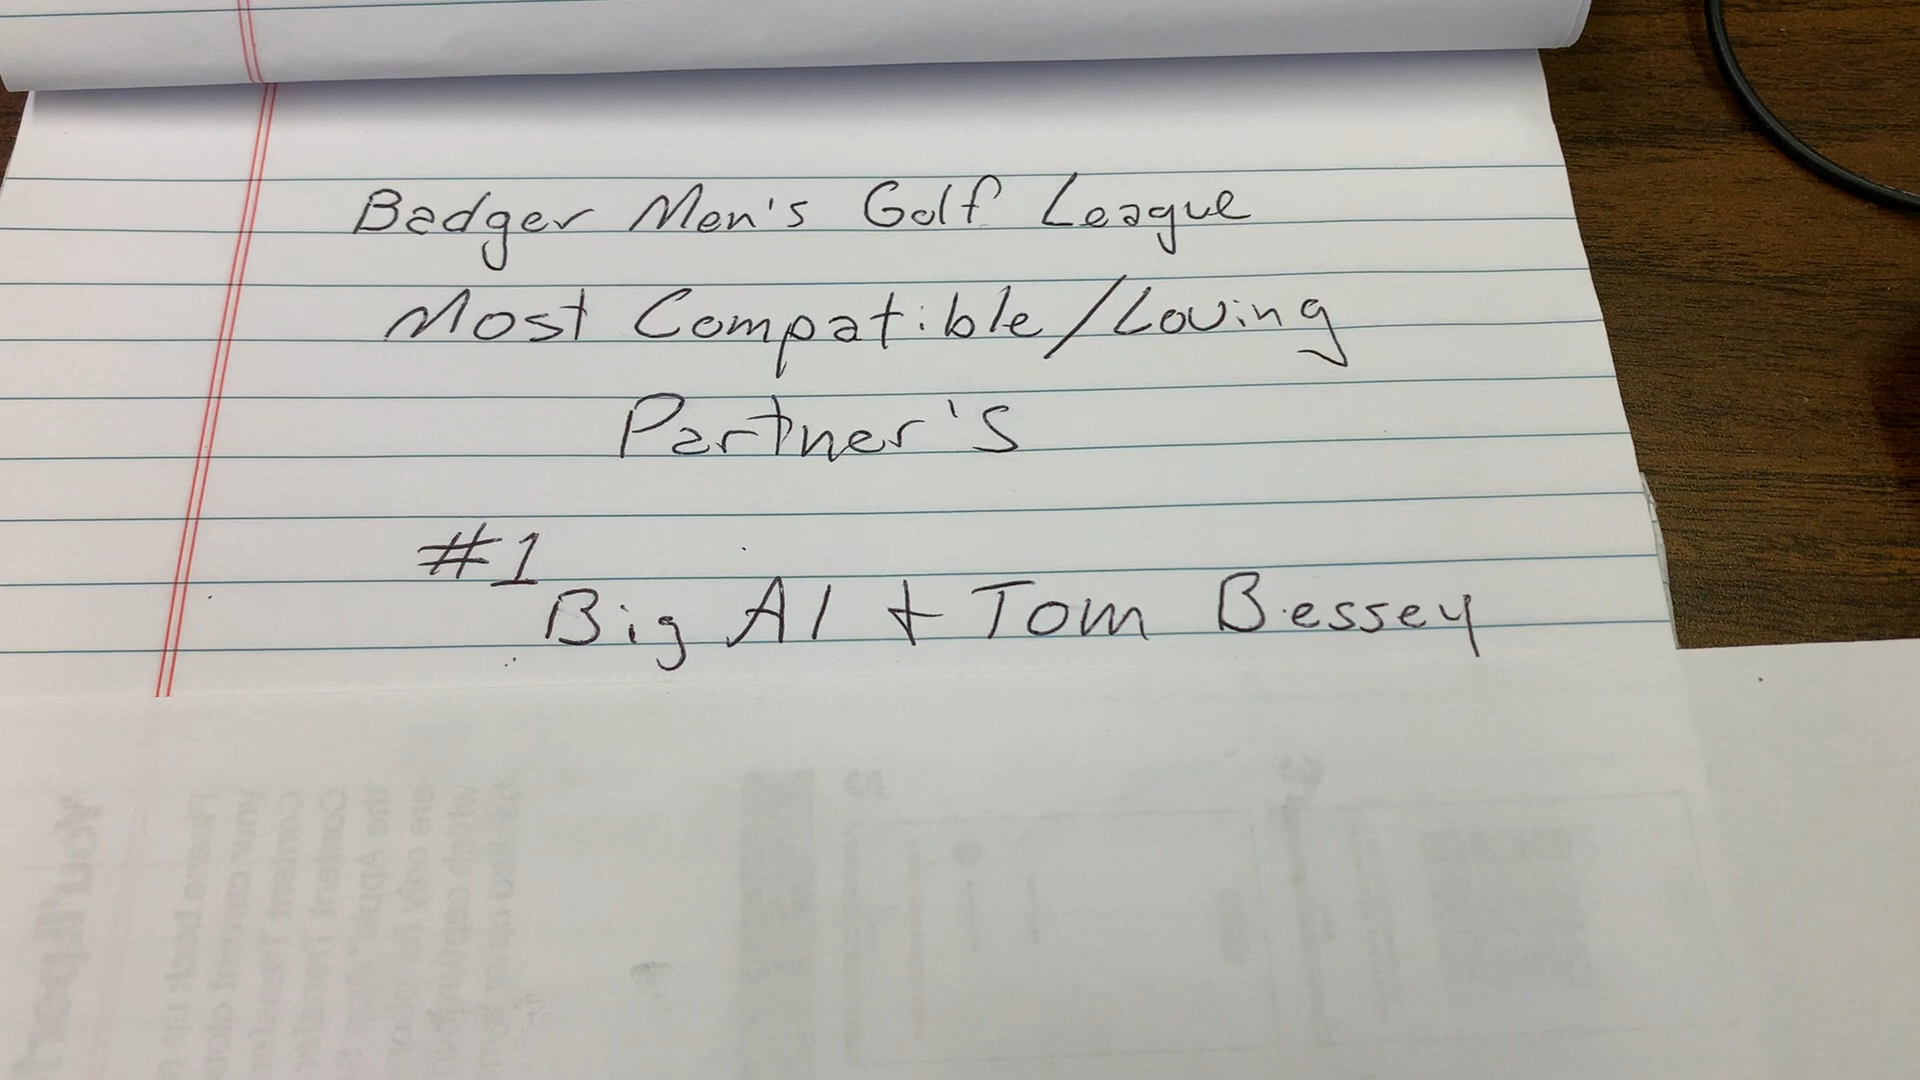 Badger Men's Golf League
Most Compatible/Loving
Partner's
#1
Big Al + Tom Bessey